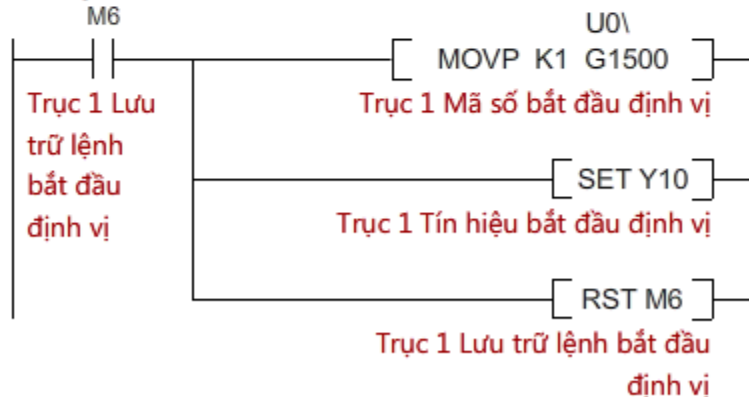 M6
U0\
MOVP K1 G1500
Trục 1 Lưu
trữ lệnh
bắt đầu
định vị
Trục 1 Mã số bắt đầu định vị
SET Y10
Trục 1 Tín hiệu bắt đầu định vị
RST M6
Trục 1 Lưu trữ lệnh bắt đầu
định vị